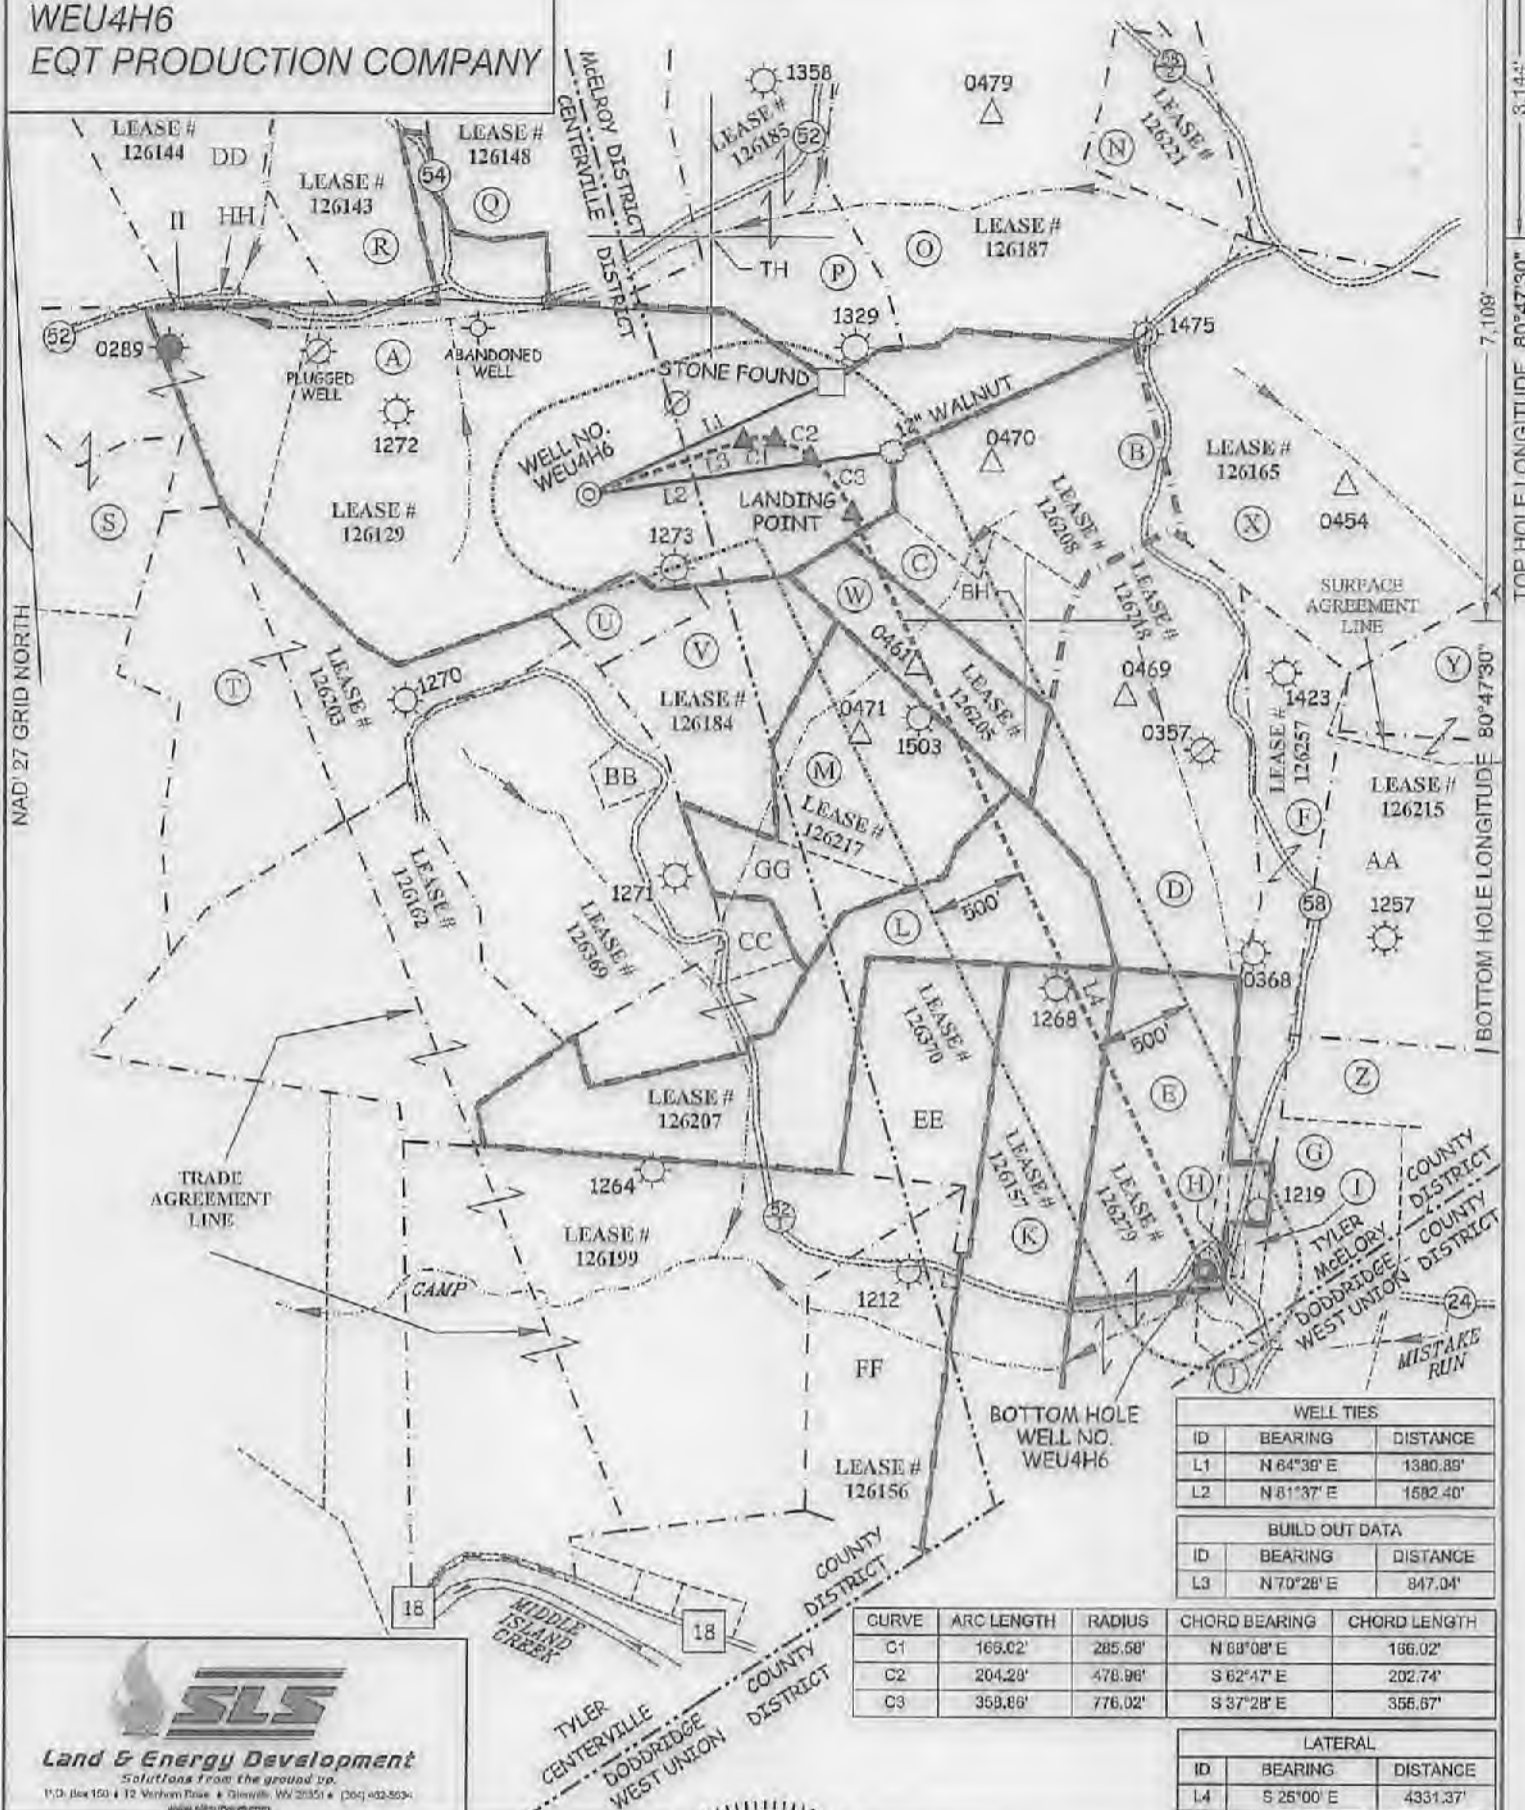 WEU4H6
EQT PRODUCTION COMPANY
McELROY DISTRICT
CENTERVILLE DISTRICT
1358
0479
3,144'
LEASE #
126144
DD
LEASE #
126148
LEASE #
126185
52
N
LEASE #
126221
54
LEASE #
126143
Q
II
HH
R
TH
P
O
LEASE #
126187
7,109'
TOP HOLE LONGITUDE 80°47'30"
52
0289
PLUGGED
WELL
A
ABANDONED
WELL
1329
1475
STONE FOUND
1272
WELL NO.
WEU4H6
L1
L3
C1
C2
12" WALNUT
L2
C3
0470
B
LEASE #
126165
S
LEASE #
126129
LANDING
POINT
1273
LEASE #
126208
X
0454
C
BH
W
LEASE #
126218
SURFACE
AGREEMENT
LINE
NAD'27 GRID NORTH
U
V
0461
T
LEASE #
126203
1270
LEASE #
126184
LEASE #
126205
0469
1423
Y
BOTTOM HOLE LONGITUDE 80°47'30"
0471
1503
0357
LEASE #
126257
BB
M
LEASE #
126217
F
LEASE #
126215
AA
LEASE #
126162
1271
GG
D
58
1257
LEASE #
126369
CC
L
500'
0368
LEASE #
126370
1268
L4
500'
LEASE #
126207
EE
E
Z
TRADE
AGREEMENT
LINE
1264
LEASE #
126157
LEASE #
126279
H
G
1219
I
COUNTY
DISTRICT
TYLER
McELORY
DODDRIDGE COUNTY
WEST UNION DISTRICT
LEASE #
126199
52
1
K
CAMP
1212
24
MISTAKE
RUN
FF
J
BOTTOM HOLE
WELL NO.
WEU4H6
LEASE #
126156
WELL TIES
ID BEARING DISTANCE
L1 N 64°39' E 1380.89'
L2 N 81°37' E 1582.40'
BUILD OUT DATA
ID BEARING DISTANCE
L3 N 70°28' E 847.04'
18
MIDDLE
ISLAND
CREEK
18
COUNTY
DISTRICT
CURVE ARC LENGTH RADIUS CHORD BEARING CHORD LENGTH
C1 166.02' 285.58' N 88°08' E 166.02'
C2 204.28' 478.96' S 62°47' E 202.74'
C3 358.86' 776.02' S 37°28' E 355.67'
TYLER
CENTERVILLE
DODDRIDGE COUNTY
WEST UNION DISTRICT
SLS
Land & Energy Development
Solutions from the ground up.
LATERAL
ID BEARING DISTANCE
L4 S 25°00' E 4331.37'